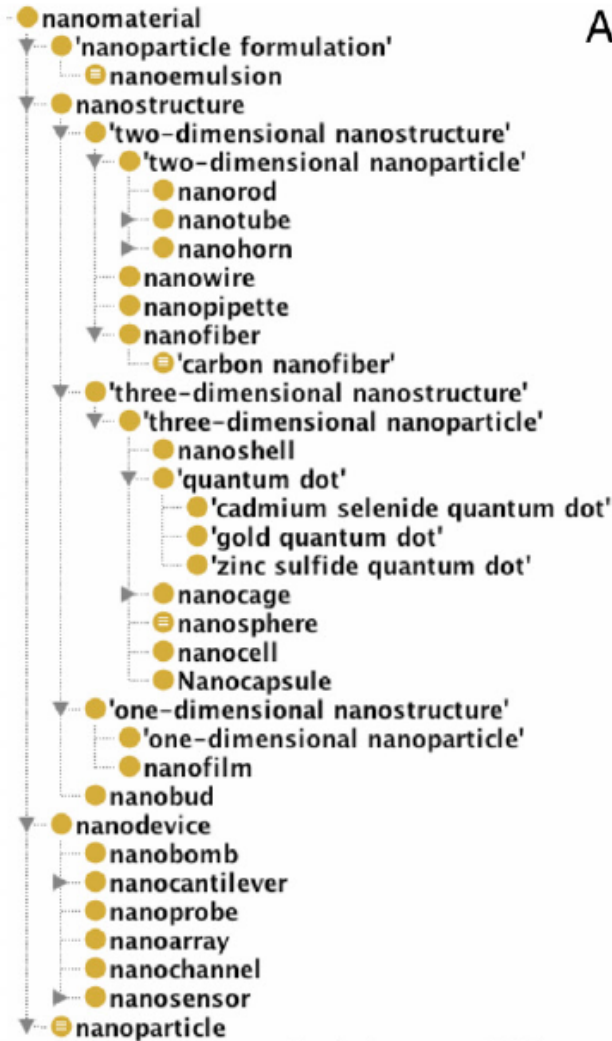 nanomaterial
A
'nanoparticle formulation'
nanoemulsion
nanostructure
'two-dimensional nanostructure'
'two-dimensional nanoparticle'
nanorod
nanotube
nanohorn
nanowire
nanopipette
nanofiber
'carbon nanofiber'
'three-dimensional nanostructure'
'three-dimensional nanoparticle'
nanoshell
'quantum dot'
'cadmium selenide quantum dot'
'gold quantum dot'
'zinc sulfide quantum dot'
nanocage
nanosphere
nanocell
Nanocapsule
'one-dimensional nanostructure'
'one-dimensional nanoparticle'
nanofilm
nanobud
nanodevice
nanobomb
nanocantilever
nanoprobe
nanoarray
nanochannel
nanosensor
nanoparticle